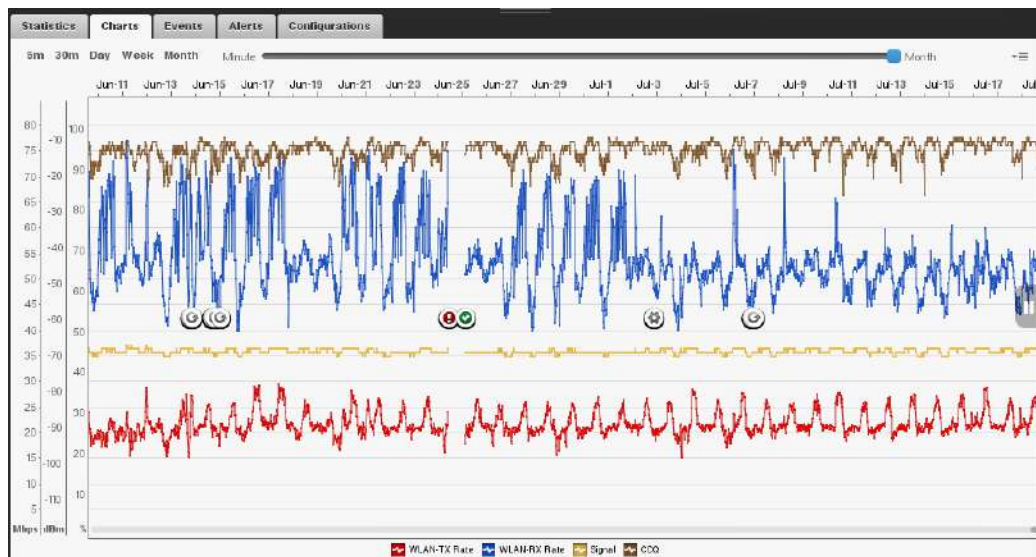 Statistics Charts Events Alerts Configurations
5m 30m Day Week Month Minute Month
Jun-11 Jun-13 Jun-15 Jun-17 Jun-19 Jun-21 Jun-23 Jun-25 Jun-27 Jun-29 Jul-1 Jul-3 Jul-5 Jul-7 Jul-9 Jul-11 Jul-13 Jul-15 Jul-17
80 -10 100
75
70 -20 90
65 -30
60 80
55 -40 70
50 -50
45 60
40 -60 50
35 -70 40
30 -80
25 30
20 -90 20
15 -100
10 -110 10
5
Mbps dBm %
WLAN-TX Rate WLAN-RX Rate Signal CCQ